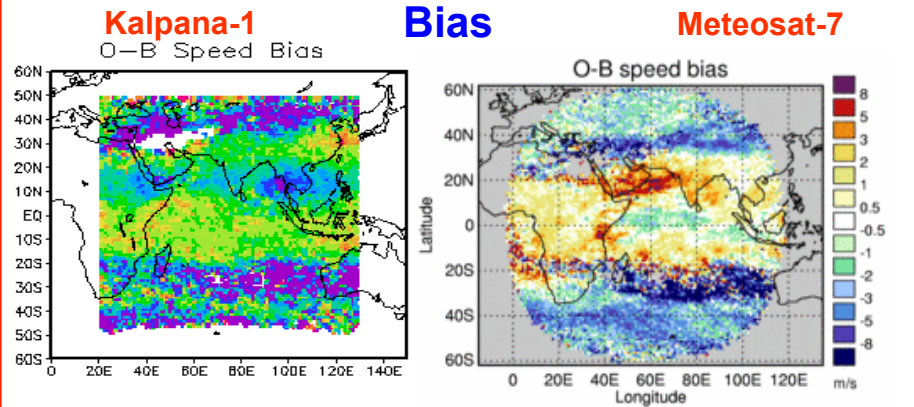 Kalpana-1
Bias
Meteosat-7
O-B Speed Bias
60N
50N
40N
30N
20N
10N
EQ
10S
20S
30S
40S
50S
60S
0
20E
40E
60E
80E
100E
120E
140E
O-B speed bias
60N
40N
20N
0
20S
40S
60S
Latitude
0
20E
40E
60E
80E
100E
120E
Longitude
8
5
3
2
1
0.5
-0.5
-1
-2
-3
-5
-8
m/s